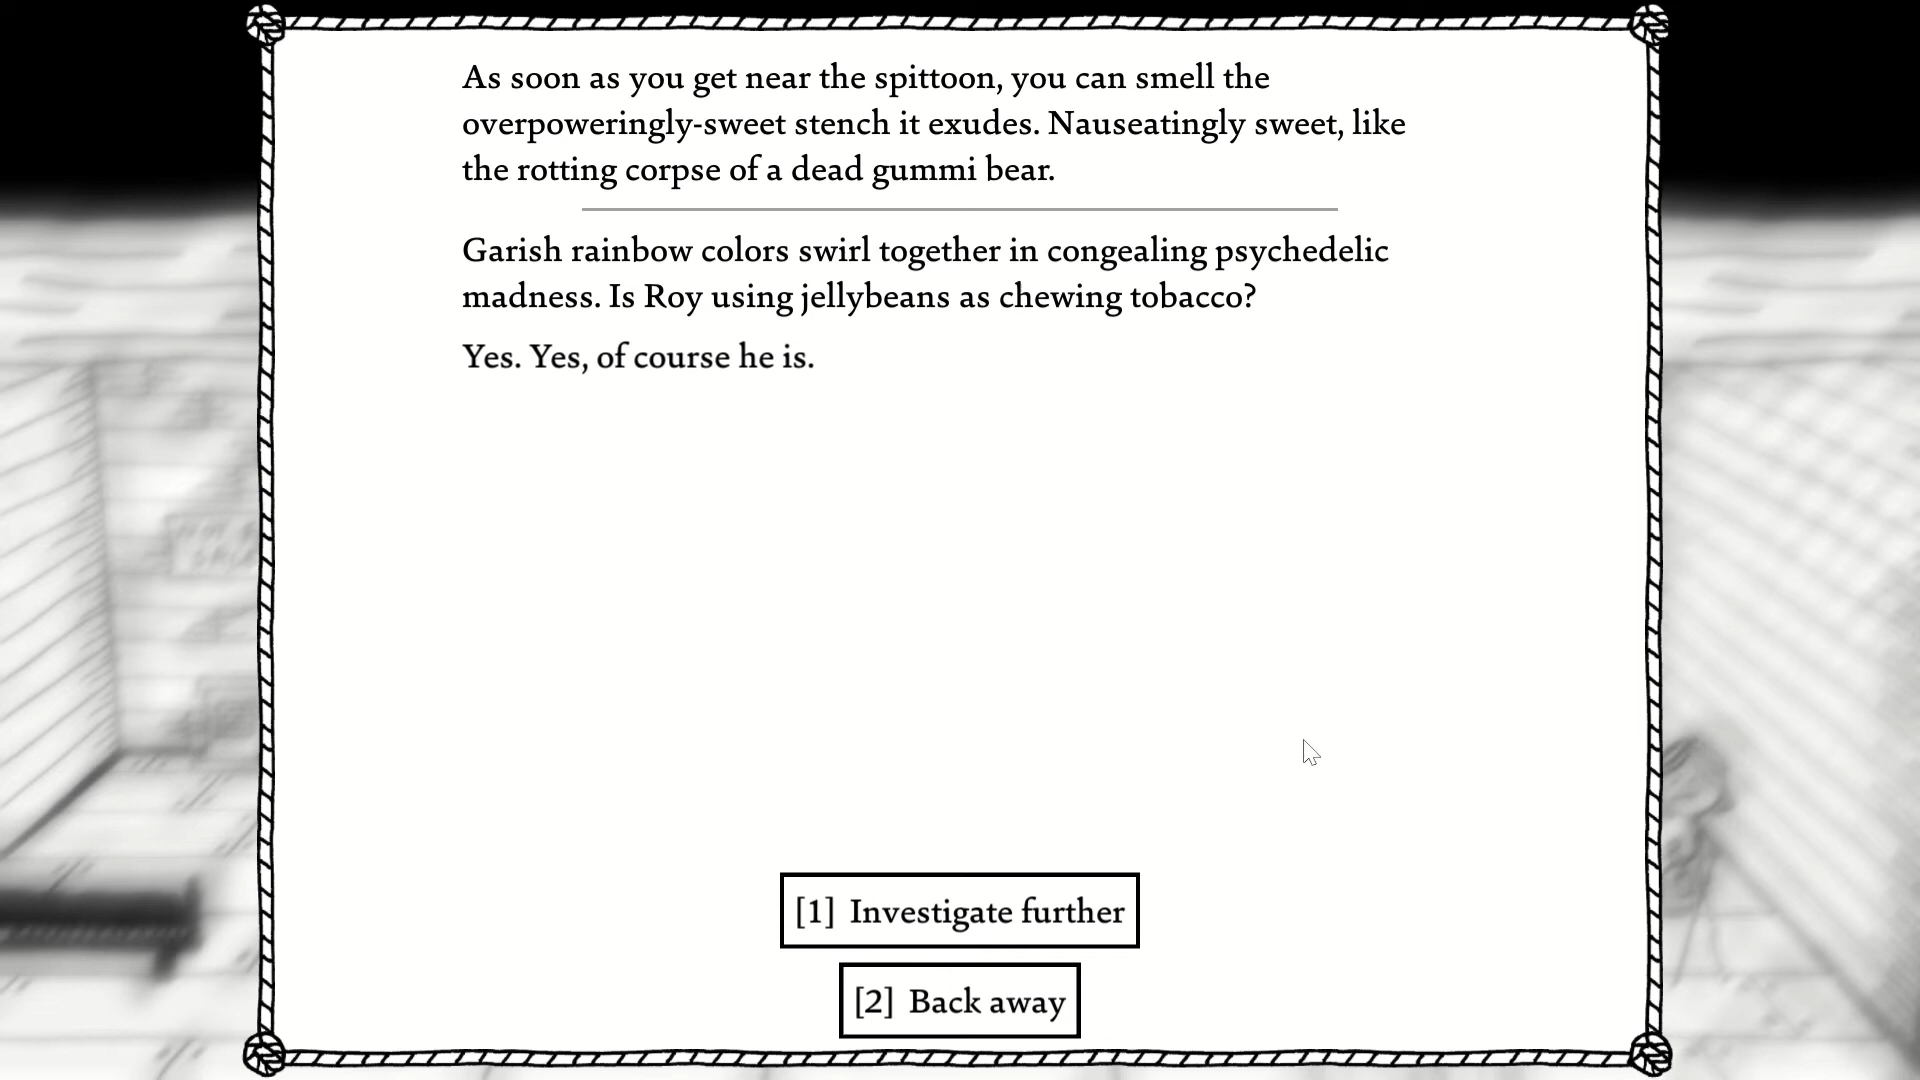 As soon as you get near the spittoon, you can smell the
overpoweringly-sweet stench it exudes. Nauseatingly sweet, like
the rotting corpse of a dead gummi bear.
Garish rainbow colors swirl together in congealing psychedelic
madness. Is Roy using jellybeans as chewing tobacco?
Yes. Yes, of course he is.
[1] Investigate further
[2] Back away